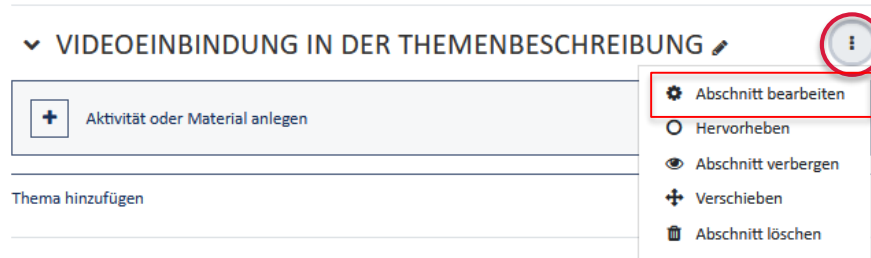 VIDEOEINBINDUNG IN DER THEMENBESCHREIBUNG
Abschnitt bearbeiten
Aktivität oder Material anlegen
Hervorheben
Abschnitt verbergen
Thema hinzufügen
Verschieben
Abschnitt löschen